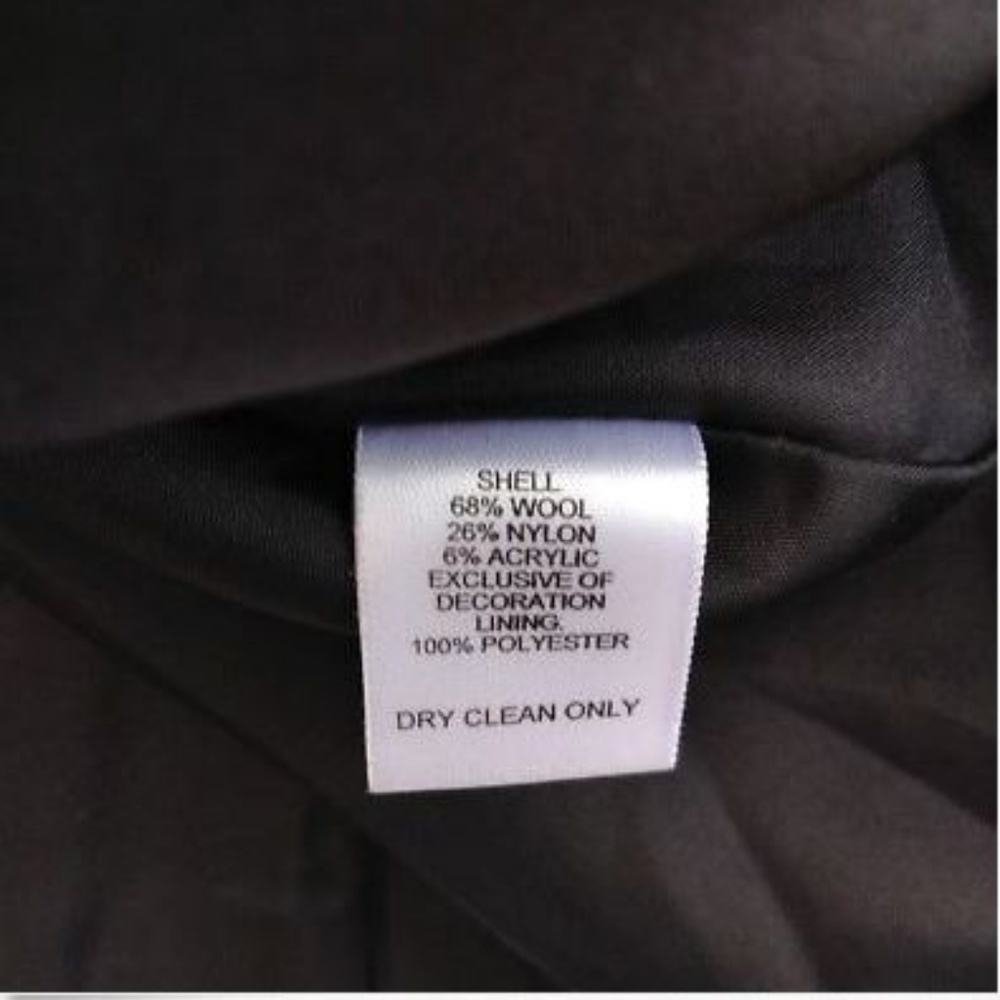 SHELL
68% WOOL
26% NYLON
6% ACRYLIC
EXCLUSIVE OF
DECORATION
LINING.
100% POLYESTER
DRY CLEAN ONLY